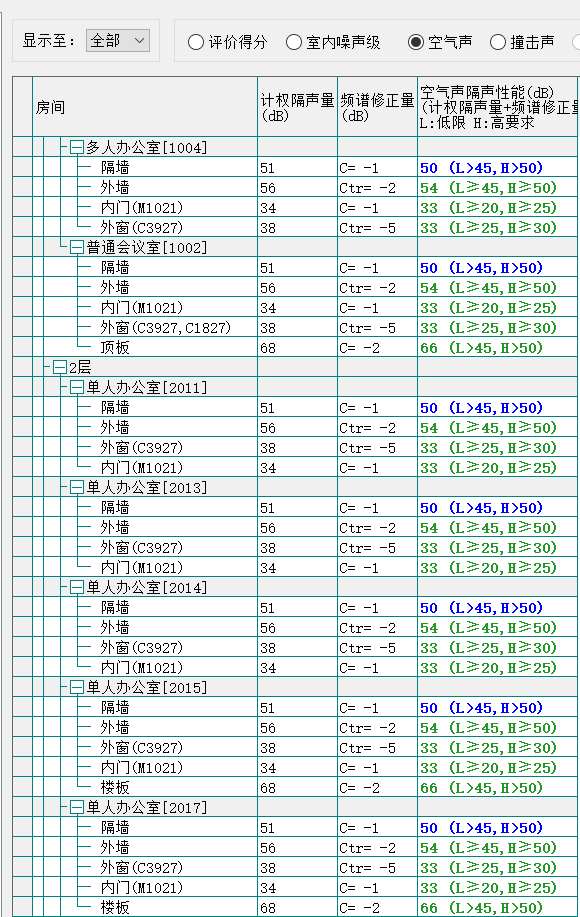 显示至: 全部 评价得分 室内噪声级 空气声 撞击声
房间 计权隔声量(dB) 频谱修正量(dB) 空气声隔声性能(dB)
(计权隔声量+频谱修正量
L:低限 H:高要求
多人办公室[1004]
隔墙 51 C= -1 50 (L>45,H>50)
外墙 56 Ctr= -2 54 (L≥45,H≥50)
内门(M1021) 34 C= -1 33 (L≥20,H≥25)
外窗(C3927) 38 Ctr= -5 33 (L≥25,H≥30)
普通会议室[1002]
隔墙 51 C= -1 50 (L>45,H>50)
外墙 56 Ctr= -2 54 (L≥45,H≥50)
内门(M1021) 34 C= -1 33 (L≥20,H≥25)
外窗(C3927,C1827) 38 Ctr= -5 33 (L≥25,H≥30)
顶板 68 C= -2 66 (L>45,H>50)
2层
单人办公室[2011]
隔墙 51 C= -1 50 (L>45,H>50)
外墙 56 Ctr= -2 54 (L≥45,H≥50)
外窗(C3927) 38 Ctr= -5 33 (L≥25,H≥30)
内门(M1021) 34 C= -1 33 (L≥20,H≥25)
单人办公室[2013]
隔墙 51 C= -1 50 (L>45,H>50)
外墙 56 Ctr= -2 54 (L≥45,H≥50)
外窗(C3927) 38 Ctr= -5 33 (L≥25,H≥30)
内门(M1021) 34 C= -1 33 (L≥20,H≥25)
单人办公室[2014]
隔墙 51 C= -1 50 (L>45,H>50)
外墙 56 Ctr= -2 54 (L≥45,H≥50)
外窗(C3927) 38 Ctr= -5 33 (L≥25,H≥30)
内门(M1021) 34 C= -1 33 (L≥20,H≥25)
单人办公室[2015]
隔墙 51 C= -1 50 (L>45,H>50)
外墙 56 Ctr= -2 54 (L≥45,H≥50)
外窗(C3927) 38 Ctr= -5 33 (L≥25,H≥30)
内门(M1021) 34 C= -1 33 (L≥20,H≥25)
楼板 68 C= -2 66 (L>45,H>50)
单人办公室[2017]
隔墙 51 C= -1 50 (L>45,H>50)
外墙 56 Ctr= -2 54 (L≥45,H≥50)
外窗(C3927) 38 Ctr= -5 33 (L≥25,H≥30)
内门(M1021) 34 C= -1 33 (L≥20,H≥25)
楼板 68 C= -2 66 (L>45,H>50)